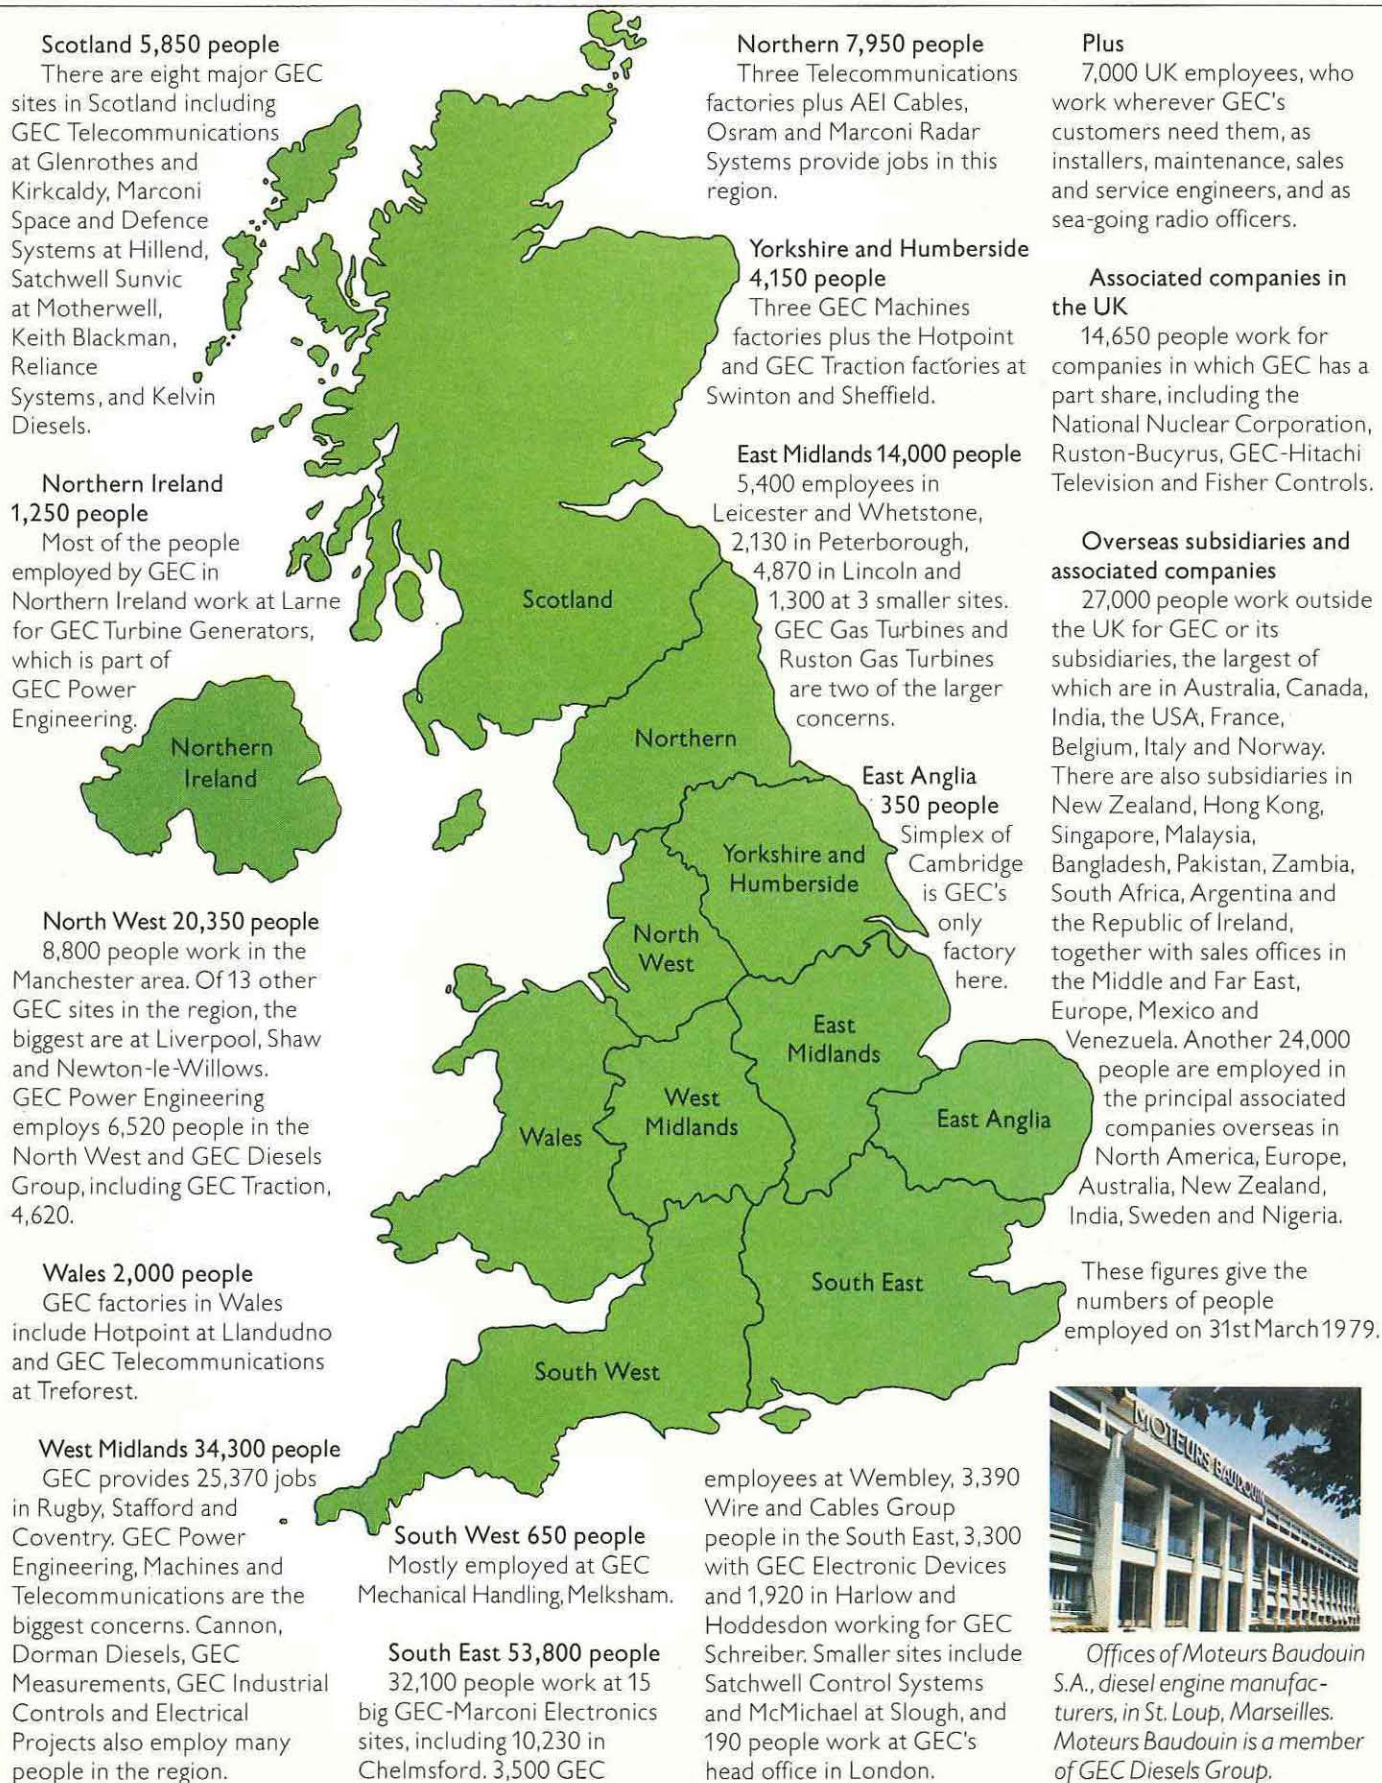 Scotland 5,850 people
There are eight major GEC
sites in Scotland including
GEC Telecommunications
at Glenrothes and
Kirkcaldy, Marconi
Space and Defence
Systems at Hillend,
Satchwell Sunvic
at Motherwell,
Keith Blackman,
Reliance
Systems, and Kelvin
Diesels.
Northern Ireland
1,250 people
Most of the people
employed by GEC in
Northern Ireland work at Larne
for GEC Turbine Generators,
which is part of
GEC Power
Engineering.
North West 20,350 people
8,800 people work in the
Manchester area. Of 13 other
GEC sites in the region, the
biggest are at Liverpool, Shaw
and Newton-le-Willows.
GEC Power Engineering
employs 6,520 people in the
North West and GEC Diesels
Group, including GEC Traction,
4,620.
Wales 2,000 people
GEC factories in Wales
include Hotpoint at Llandudno
and GEC Telecommunications
at Treforest.
West Midlands 34,300 people
GEC provides 25,370 jobs
in Rugby, Stafford and
Coventry. GEC Power
Engineering, Machines and
Telecommunications are the
biggest concerns. Cannon,
Dorman Diesels, GEC
Measurements, GEC Industrial
Controls and Electrical
Projects also employ many
people in the region.
Scotland
Northern
Northern
Ireland
Yorkshire and
Humberside
North
West
East
Midlands
West
Midlands
Wales
East Anglia
South East
South West
South West 650 people
Mostly employed at GEC
Mechanical Handling, Melksham.
South East 53,800 people
32,100 people work at 15
big GEC-Marconi Electronics
sites, including 10,230 in
Chelmsford. 3,500 GEC
employees at Wembley, 3,390
Wire and Cables Group
people in the South East, 3,300
with GEC Electronic Devices
and 1,920 in Harlow and
Hoddesdon working for GEC
Schreiber. Smaller sites include
Satchwell Control Systems
and McMichael at Slough, and
190 people work at GEC's
head office in London.
Northern 7,950 people
Three Telecommunications
factories plus AEI Cables,
Osram and Marconi Radar
Systems provide jobs in this
region.
Yorkshire and Humberside
4,150 people
Three GEC Machines
factories plus the Hotpoint
and GEC Traction factories at
Swinton and Sheffield.
East Midlands 14,000 people
5,400 employees in
Leicester and Whetstone,
2,130 in Peterborough,
4,870 in Lincoln and
1,300 at 3 smaller sites.
GEC Gas Turbines and
Ruston Gas Turbines
are two of the larger
concerns.
East Anglia
350 people
Simplex of
Cambridge
is GEC's
only
factory
here.
Plus
7,000 UK employees, who
work wherever GEC's
customers need them, as
installers, maintenance, sales
and service engineers, and as
sea-going radio officers.
Associated companies in
the UK
14,650 people work for
companies in which GEC has a
part share, including the
National Nuclear Corporation,
Ruston-Bucyrus, GEC-Hitachi
Television and Fisher Controls.
Overseas subsidiaries and
associated companies
27,000 people work outside
the UK for GEC or its
subsidiaries, the largest of
which are in Australia, Canada,
India, the USA, France,
Belgium, Italy and Norway.
There are also subsidiaries in
New Zealand, Hong Kong,
Singapore, Malaysia,
Bangladesh, Pakistan, Zambia,
South Africa, Argentina and
the Republic of Ireland,
together with sales offices in
the Middle and Far East,
Europe, Mexico and
Venezuela. Another 24,000
people are employed in
the principal associated
companies overseas in
North America, Europe,
Australia, New Zealand,
India, Sweden and Nigeria.
These figures give the
numbers of people
employed on 31st March 1979.
MOTEURS BAUDOUIN
Offices of Moteurs Baudouin
S.A., diesel engine manufac-
turers, in St. Loup, Marseilles.
Moteurs Baudouin is a member
of GEC Diesels Group.